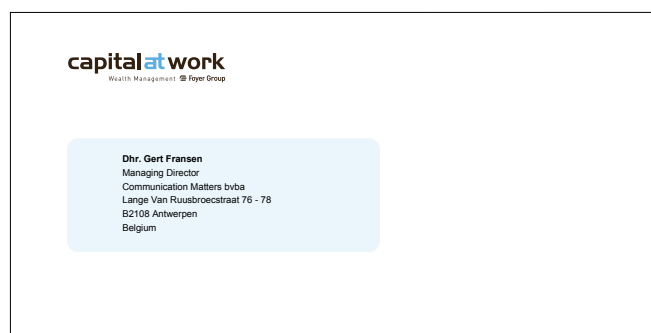 capital at work
Wealth Management Foyer Group
Dhr. Gert Fransen
Managing Director
Communication Matters bvba
Lange Van Ruusbroecstraat 76 - 78
B2108 Antwerpen
Belgium